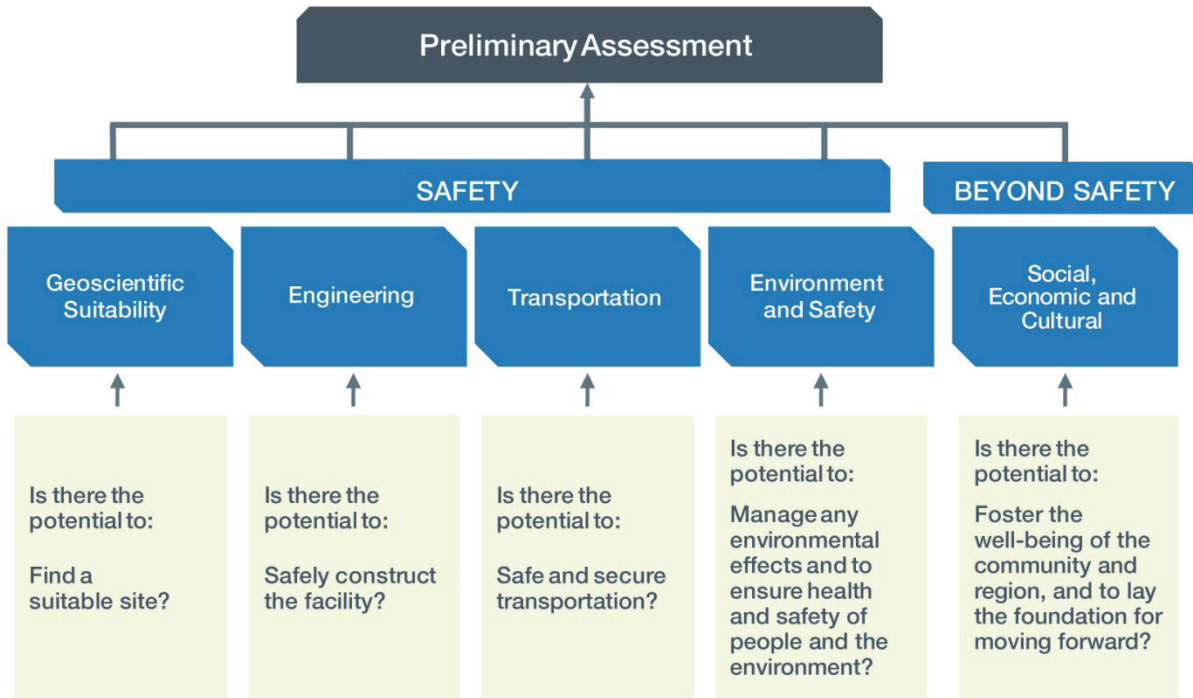 Preliminary Assessment
SAFETY
BEYOND SAFETY
Geoscientific
Suitability
Engineering
Transportation
Environment
and Safety
Social,
Economic and
Cultural
Is there the
potential to:
Find a
suitable site?
Is there the
potential to:
Safely construct
the facility?
Is there the
potential to:
Safe and secure
transportation?
Is there the
potential to:
Manage any
environmental
effects and to
ensure health
and safety of
people and the
environment?
Is there the
potential to:
Foster the
well-being of the
community and
region, and to lay
the foundation for
moving forward?